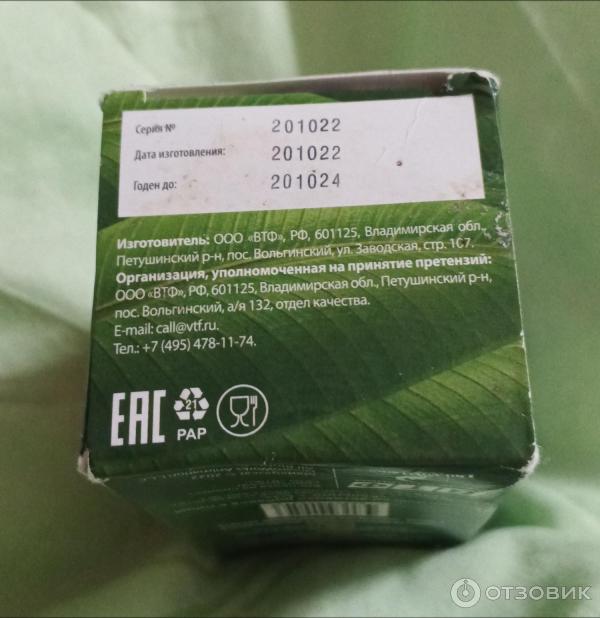 Серия № 201022
Дата изготовления: 201022
Годен до: 201024
Изготовитель: ООО «ВТФ», РФ, 601125, Владимирская обл.,
Петушинский р-н, пос. Вольгинский, ул. Заводская, стр. 107.
Организация, уполномоченная на принятие претензий:
ООО «ВТФ», РФ, 601125, Владимирская обл., Петушинский р-н,
пос. Вольгинский, а/я 132, отдел качества.
E-mail: call@vtf.ru.
Тел.: +7 (495) 478-11-74.
EAC 21
PAP
ОТЗОВИК